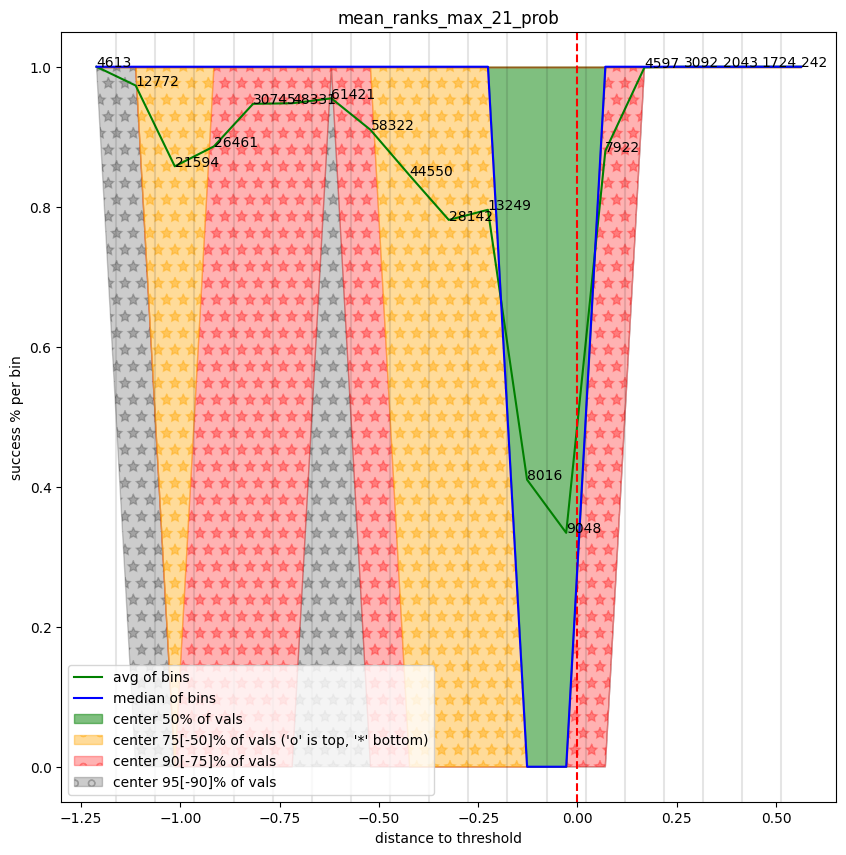 mean_ranks_max_21_prob
success % per bin
1.0
0.8
0.6
0.4
0.2
0.0
4613
12772
21594
26461
30745
48331
61421
58322
44550
28142
13249
8016
9048
7922
4597
3092
2043
1724
242
avg of bins
median of bins
center 50% of vals
center 75[-50]% of vals ('o' is top, '*' bottom)
center 90[-75]% of vals
center 95[-90]% of vals
−1.25 −1.00 −0.75 −0.50 −0.25 0.00 0.25 0.50
distance to threshold